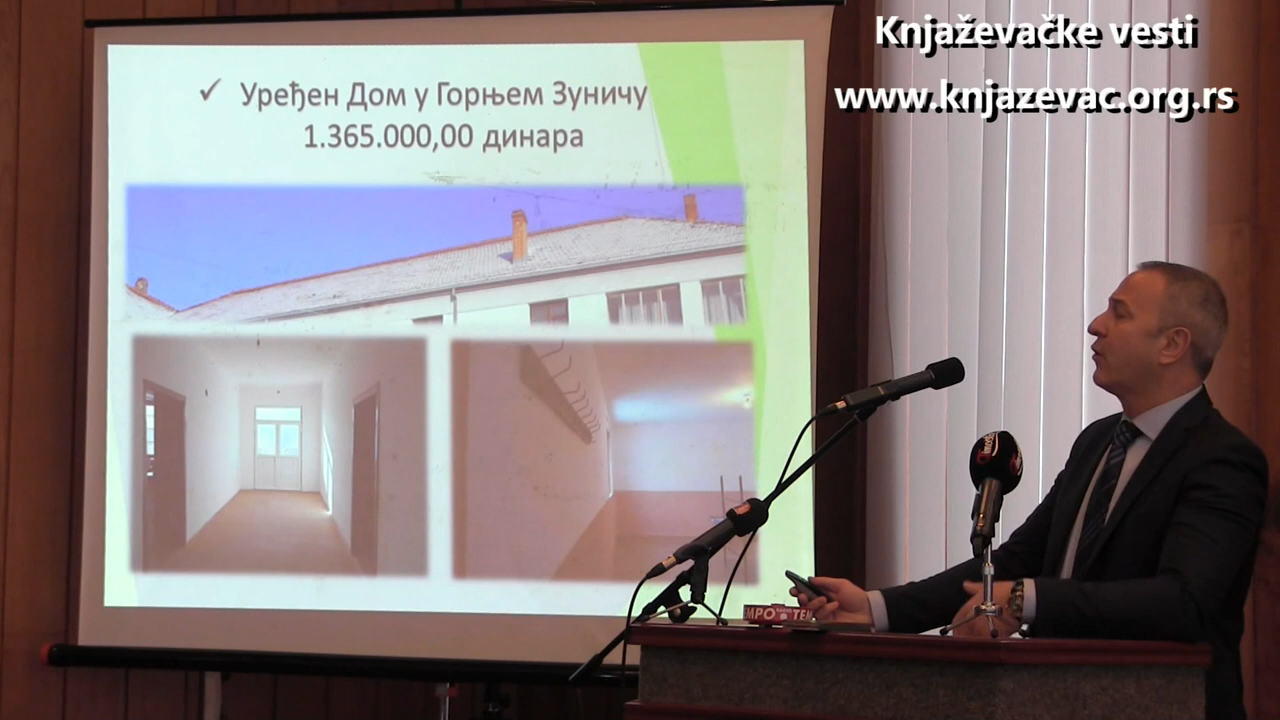 Knjaževačke vesti
www.knjazevac.org.rs
✓ Уређен Дом у Горњем Зуничу
1.365.000,00 динара